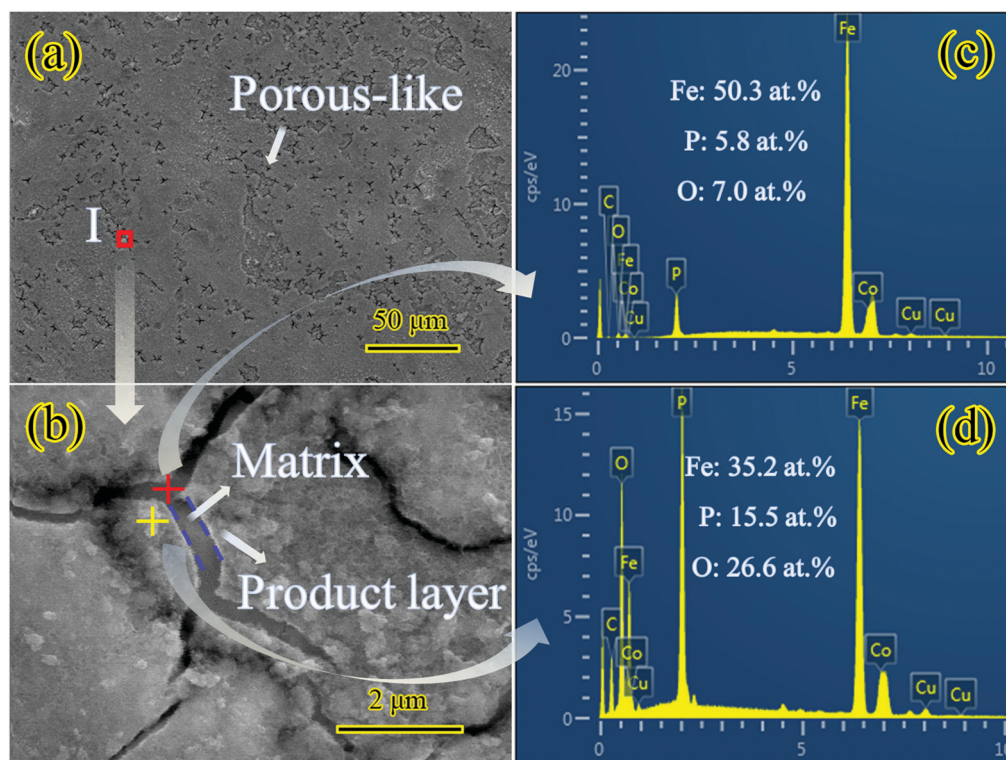 (a)
Porous-like
I
50 μm
(b)
Matrix
Product layer
2 μm
(c)
Fe
20
Fe: 50.3 at.%
P: 5.8 at.%
O: 7.0 at.%
cps/eV
10
C
O
Fe
Co
Cu
P
Co
Cu
Cu
0
0
5
10
(d)
15
P
Fe
Fe: 35.2 at.%
P: 15.5 at.%
O: 26.6 at.%
O
10
cps/eV
Fe
5
C
Co
Cu
Co
Cu
Cu
0
0
5
10